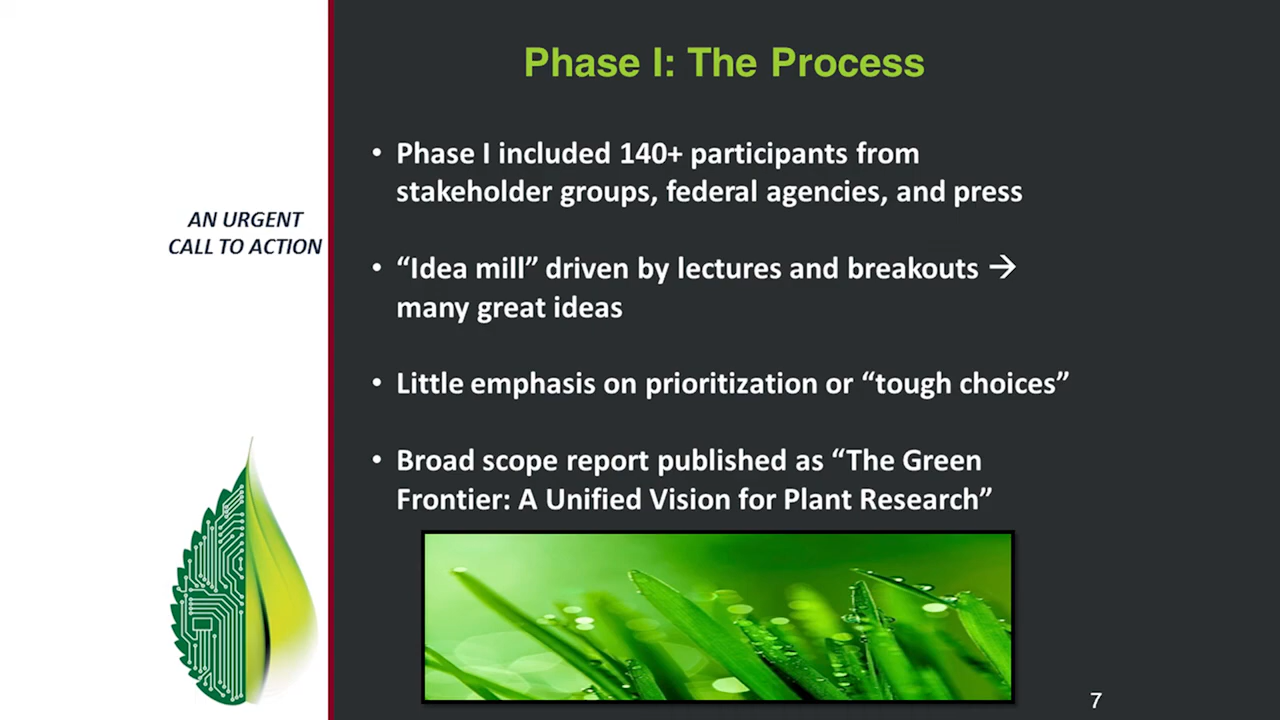 Phase I: The Process
AN URGENT
CALL TO ACTION
• Phase I included 140+ participants from
stakeholder groups, federal agencies, and press
• “Idea mill” driven by lectures and breakouts →
many great ideas
• Little emphasis on prioritization or “tough choices”
• Broad scope report published as “The Green
Frontier: A Unified Vision for Plant Research”
7